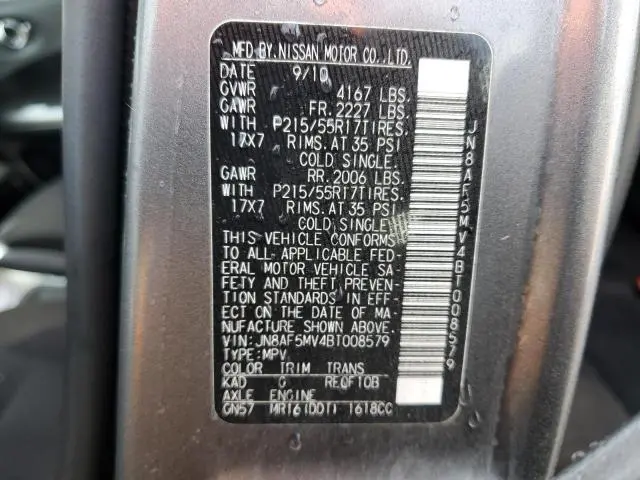 MFD BY. NISSAN MOTOR CO., LTD.
DATE 9/10
GVWR 4167 LBS.
GAWR FR. 2227 LBS.
WITH P215/55R17TIRES.
17X7 RIMS. AT 35 PSI
COLD SINGLE.
GAWR RR. 2006 LBS.
WITH P215/55R17TIRES.
17X7 RIMS. AT 35 PSI
COLD SINGLE.
THIS VEHICLE CONFORMS
TO ALL APPLICABLE FED-
ERAL MOTOR VEHICLE SA-
FETY AND THEFT PREVEN-
TION STANDARDS IN EFF-
ECT ON THE DATE OF MA-
NUFACTURE SHOWN ABOVE.
VIN: JN8AF5MV4BT008579
TYPE: MPV
COLOR TRIM TRANS
KAD G RE0F10B
AXLE ENGINE
GN57 MR16(DDT) 1618CC
JN8AF5MV4BT008579